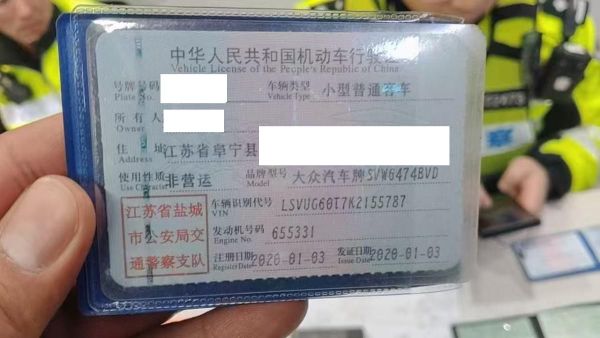 中华人民共和国机动车行驶证
Vehicle License of the People's Republic of China
号牌号码 车辆类型 小型普通客车
Plate No. Vehicle Type
所有人
Owner
住址 江苏省阜宁县
Address
使用性质 非营运 品牌型号 大众汽车牌SVW6474BVD
Use Character Model
江苏省盐城 车辆识别代号 LSVUG60T7K2155787
VIN
市公安局交 发动机号码 655331
Engine No.
通警察支队 注册日期 2020-01-03 发证日期 2020-01-03
Register Date Issue Date